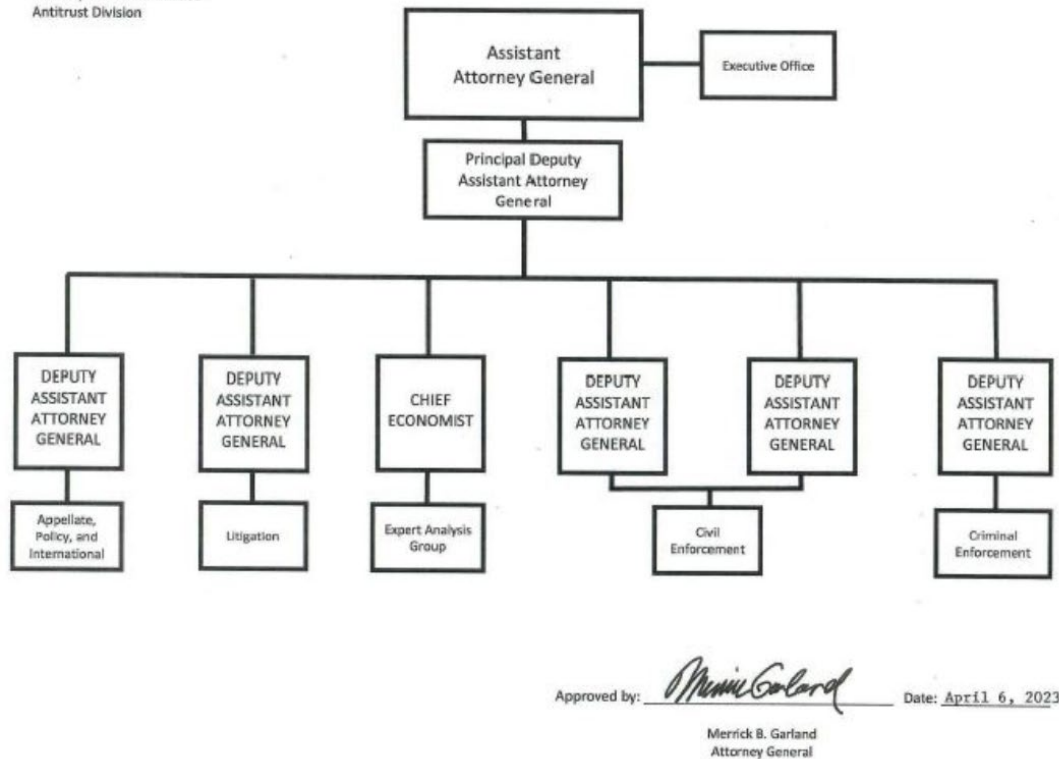 Antitrust Division
Assistant
Attorney General
Executive Office
Principal Deputy
Assistant Attorney
General
DEPUTY
ASSISTANT
ATTORNEY
GENERAL
DEPUTY
ASSISTANT
ATTORNEY
GENERAL
CHIEF
ECONOMIST
DEPUTY
ASSISTANT
ATTORNEY
GENERAL
DEPUTY
ASSISTANT
ATTORNEY
GENERAL
DEPUTY
ASSISTANT
ATTORNEY
GENERAL
Appellate,
Policy, and
International
Litigation
Expert Analysis
Group
Civil
Enforcement
Criminal
Enforcement
Approved by: Merrick Garland Date: April 6, 2023
Merrick B. Garland
Attorney General